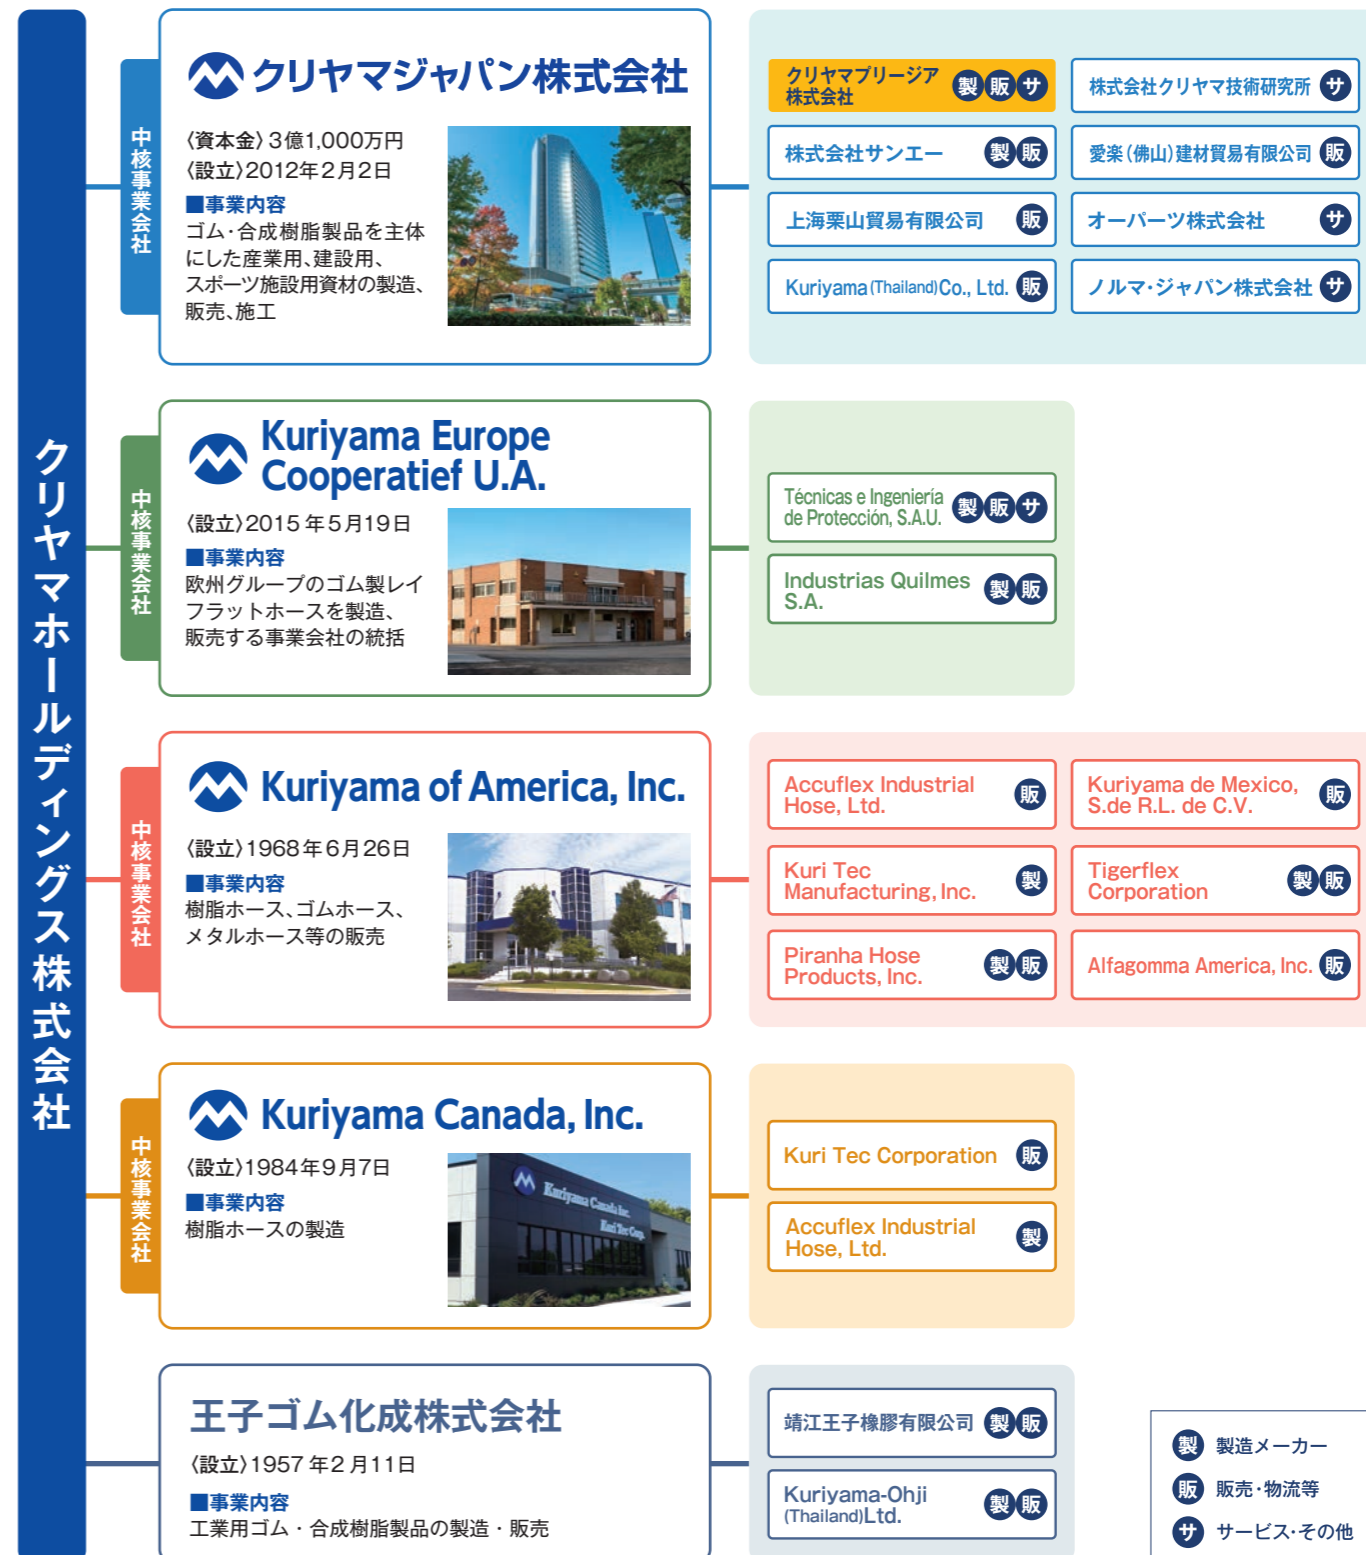 クリヤマホールディングス株式会社
中核事業会社
クリヤマジャパン株式会社
〈資本金〉3億1,000万円
〈設立〉2012年2月2日
■事業内容
ゴム・合成樹脂製品を主体
にした産業用、建設用、
スポーツ施設用資材の製造、
販売、施工
クリヤマプリージア
株式会社 製 販 サ
株式会社クリヤマ技術研究所 サ
株式会社サンエー 製 販
愛楽(佛山)建材貿易有限公司 販
上海栗山貿易有限公司 販
オーパーツ株式会社 サ
Kuriyama(Thailand)Co., Ltd. 販
ノルマ・ジャパン株式会社 サ
中核事業会社
Kuriyama Europe
Cooperatief U.A.
〈設立〉2015年5月19日
■事業内容
欧州グループのゴム製レイ
フラットホースを製造、
販売する事業会社の統括
Técnicas e Ingeniería
de Protección, S.A.U. 製 販 サ
Industrias Quilmes
S.A. 製 販
中核事業会社
Kuriyama of America, Inc.
〈設立〉1968年6月26日
■事業内容
樹脂ホース、ゴムホース、
メタルホース等の販売
Accuflex Industrial
Hose, Ltd. 販
Kuriyama de Mexico,
S.de R.L. de C.V. 販
Kuri Tec
Manufacturing, Inc. 製
Tigerflex
Corporation 製 販
Piranha Hose
Products, Inc. 製 販
Alfagomma America, Inc. 販
中核事業会社
Kuriyama Canada, Inc.
〈設立〉1984年9月7日
■事業内容
樹脂ホースの製造
Kuriyama Canada Inc.
Kuri Tec Corp.
Kuri Tec Corporation 販
Accuflex Industrial
Hose, Ltd. 製
王子ゴム化成株式会社
〈設立〉1957年2月11日
■事業内容
工業用ゴム・合成樹脂製品の製造・販売
靖江王子橡膠有限公司 製 販
Kuriyama-Ohji
(Thailand)Ltd. 製 販
製 製造メーカー
販 販売・物流等
サ サービス・その他